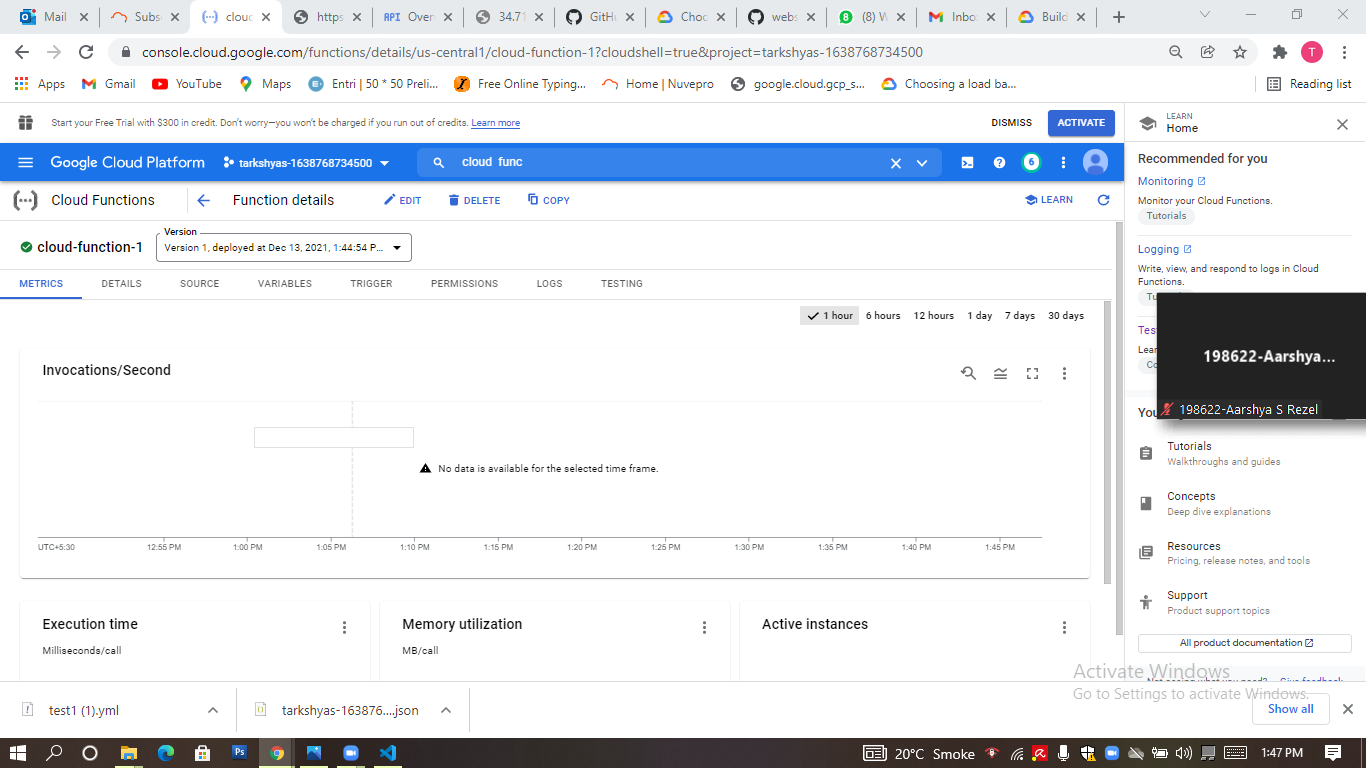 Mail
Subs
cloud
https
API Over
34.71
GitHu
Choo
webs
8 (8) W
Inbo
Build
console.cloud.google.com/functions/details/us-central1/cloud-function-1?cloudshell=true&project=tarkshyas-1638768734500
T
Apps
Gmail
YouTube
Maps
Entri | 50 * 50 Preli...
Free Online Typing...
Home | Nuvepro
google.cloud.gcp_s...
Choosing a load ba...
Reading list
Start your Free Trial with $300 in credit. Don't worry—you won't be charged if you run out of credits. Learn more
DISMISS
ACTIVATE
LEARN
Home
Google Cloud Platform
tarkshyas-1638768734500
cloud func
6
Recommended for you
Monitoring
Monitor your Cloud Functions.
Tutorials
Cloud Functions
Function details
EDIT
DELETE
COPY
LEARN
cloud-function-1
Version
Version 1, deployed at Dec 13, 2021, 1:44:54 P...
Logging
Write, view, and respond to logs in Cloud
Functions.
METRICS
DETAILS
SOURCE
VARIABLES
TRIGGER
PERMISSIONS
LOGS
TESTING
1 hour
6 hours
12 hours
1 day
7 days
30 days
198622-Aarshya...
198622-Aarshya S Rezel
Invocations/Second
No data is available for the selected time frame.
UTC+5:30
12:55 PM
1:00 PM
1:05 PM
1:10 PM
1:15 PM
1:20 PM
1:25 PM
1:30 PM
1:35 PM
1:40 PM
1:45 PM
Tutorials
Walkthroughs and guides
Concepts
Deep dive explanations
Resources
Pricing, release notes, and tools
Support
Product support topics
All product documentation
Execution time
Milliseconds/call
Memory utilization
MB/call
Active instances
Activate Windows
Go to Settings to activate Windows.
test1 (1).yml
tarkshyas-163876....json
Show all
Ps
20°C Smoke
1:47 PM